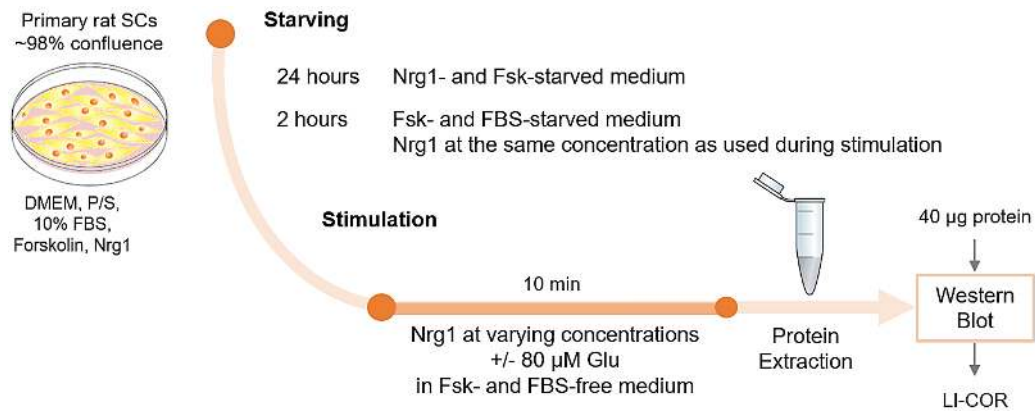 Primary rat SCs
~98% confluence
DMEM, P/S,
10% FBS,
Forskolin, Nrg1
Starving
24 hours Nrg1- and Fsk-starved medium
2 hours Fsk- and FBS-starved medium
Nrg1 at the same concentration as used during stimulation
Stimulation
10 min
Nrg1 at varying concentrations
+/- 80 µM Glu
in Fsk- and FBS-free medium
Protein
Extraction
40 µg protein
Western
Blot
LI-COR